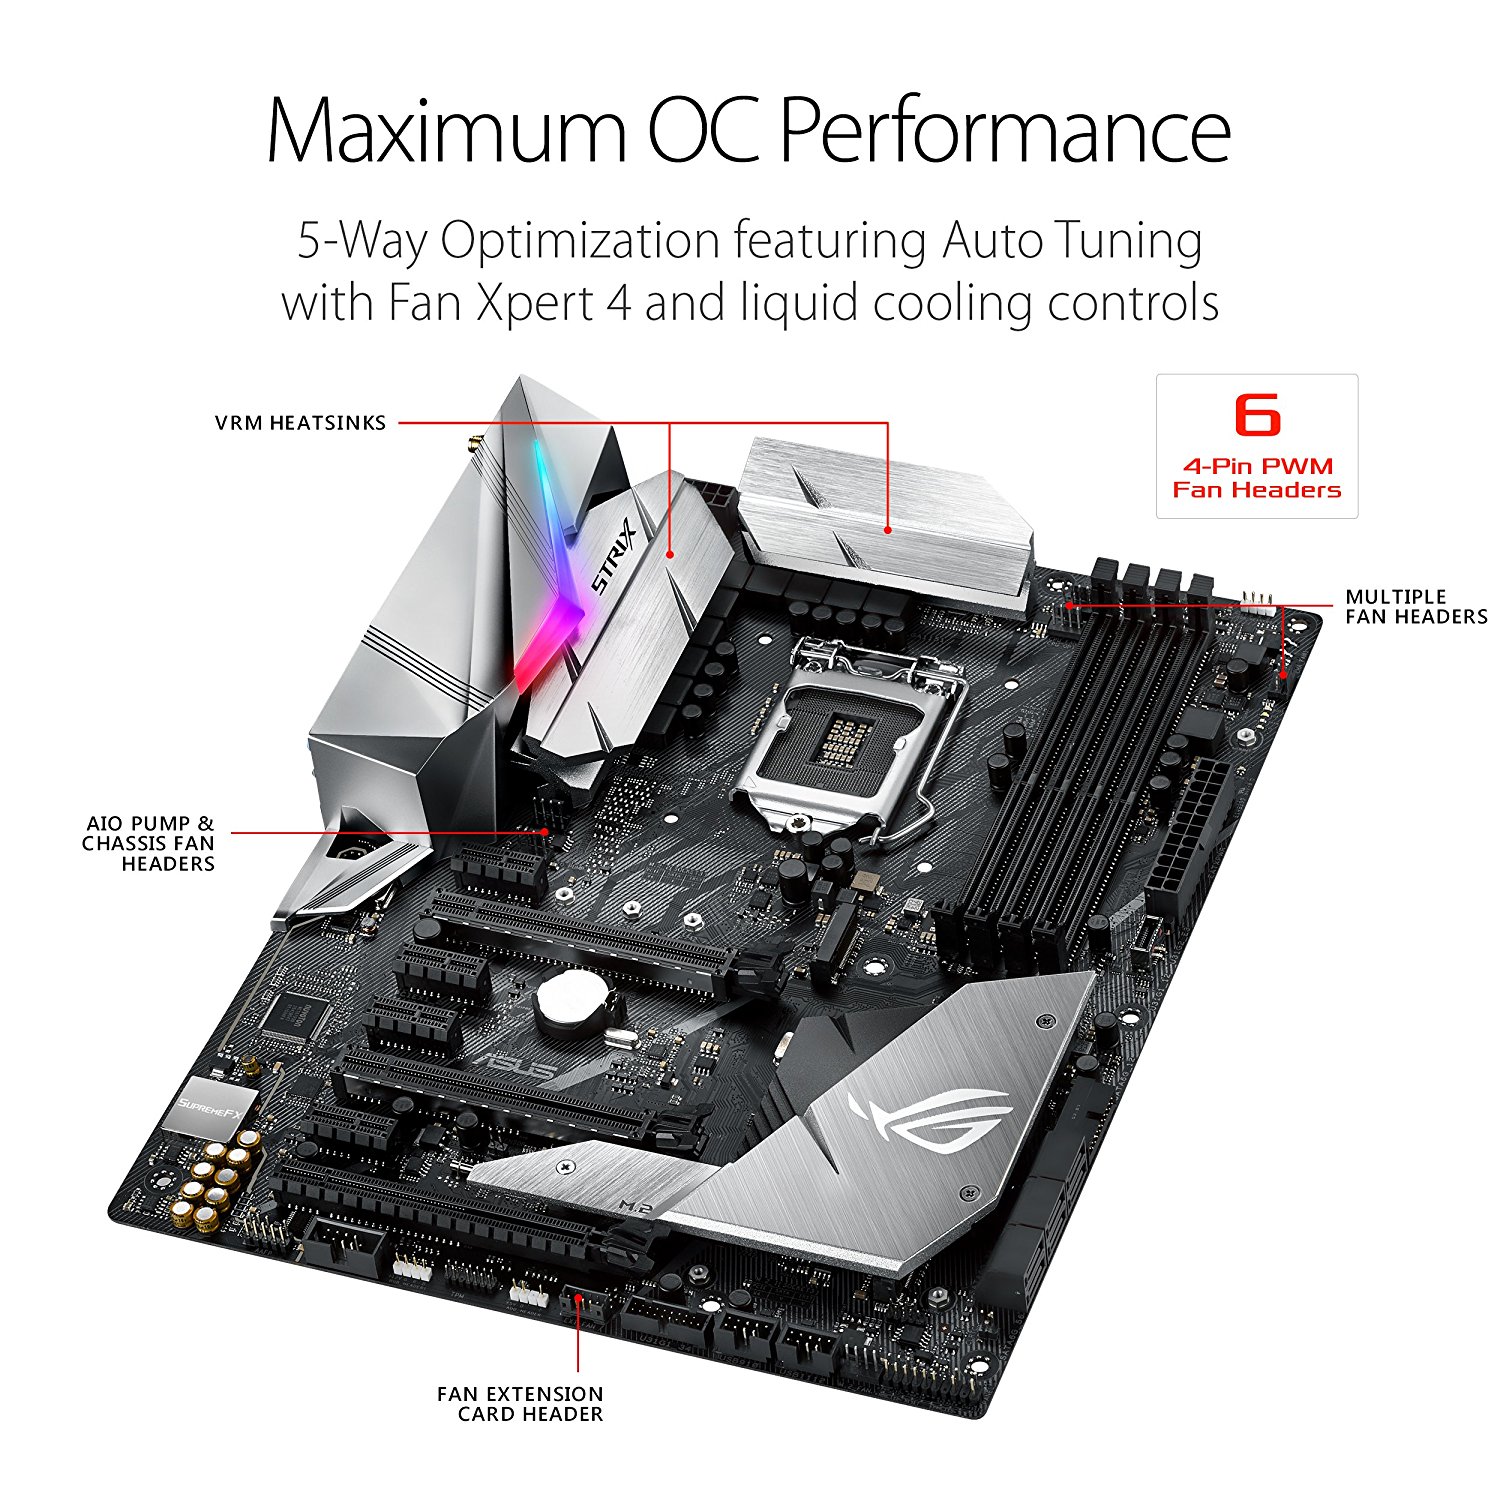 Maximum OC Performance
5-Way Optimization featuring Auto Tuning
with Fan Xpert 4 and liquid cooling controls
6
4-Pin PWM
Fan Headers
VRM HEATSINKS
STRIX
MULTIPLE
FAN HEADERS
AIO PUMP &
CHASSIS FAN
HEADERS
ASUS
SUPREMEFX
M.2
TPM
FAN EXTENSION
CARD HEADER